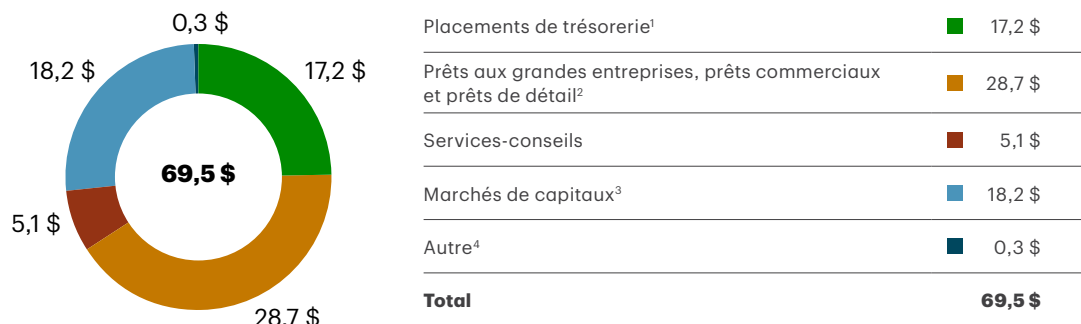 0,3 $
18,2 $
17,2 $
69,5 $
5,1 $
28,7 $
Placements de trésorerie¹ 17,2 $
Prêts aux grandes entreprises, prêts commerciaux
et prêts de détail² 28,7 $
Services-conseils 5,1 $
Marchés de capitaux³ 18,2 $
Autre⁴ 0,3 $
Total 69,5 $